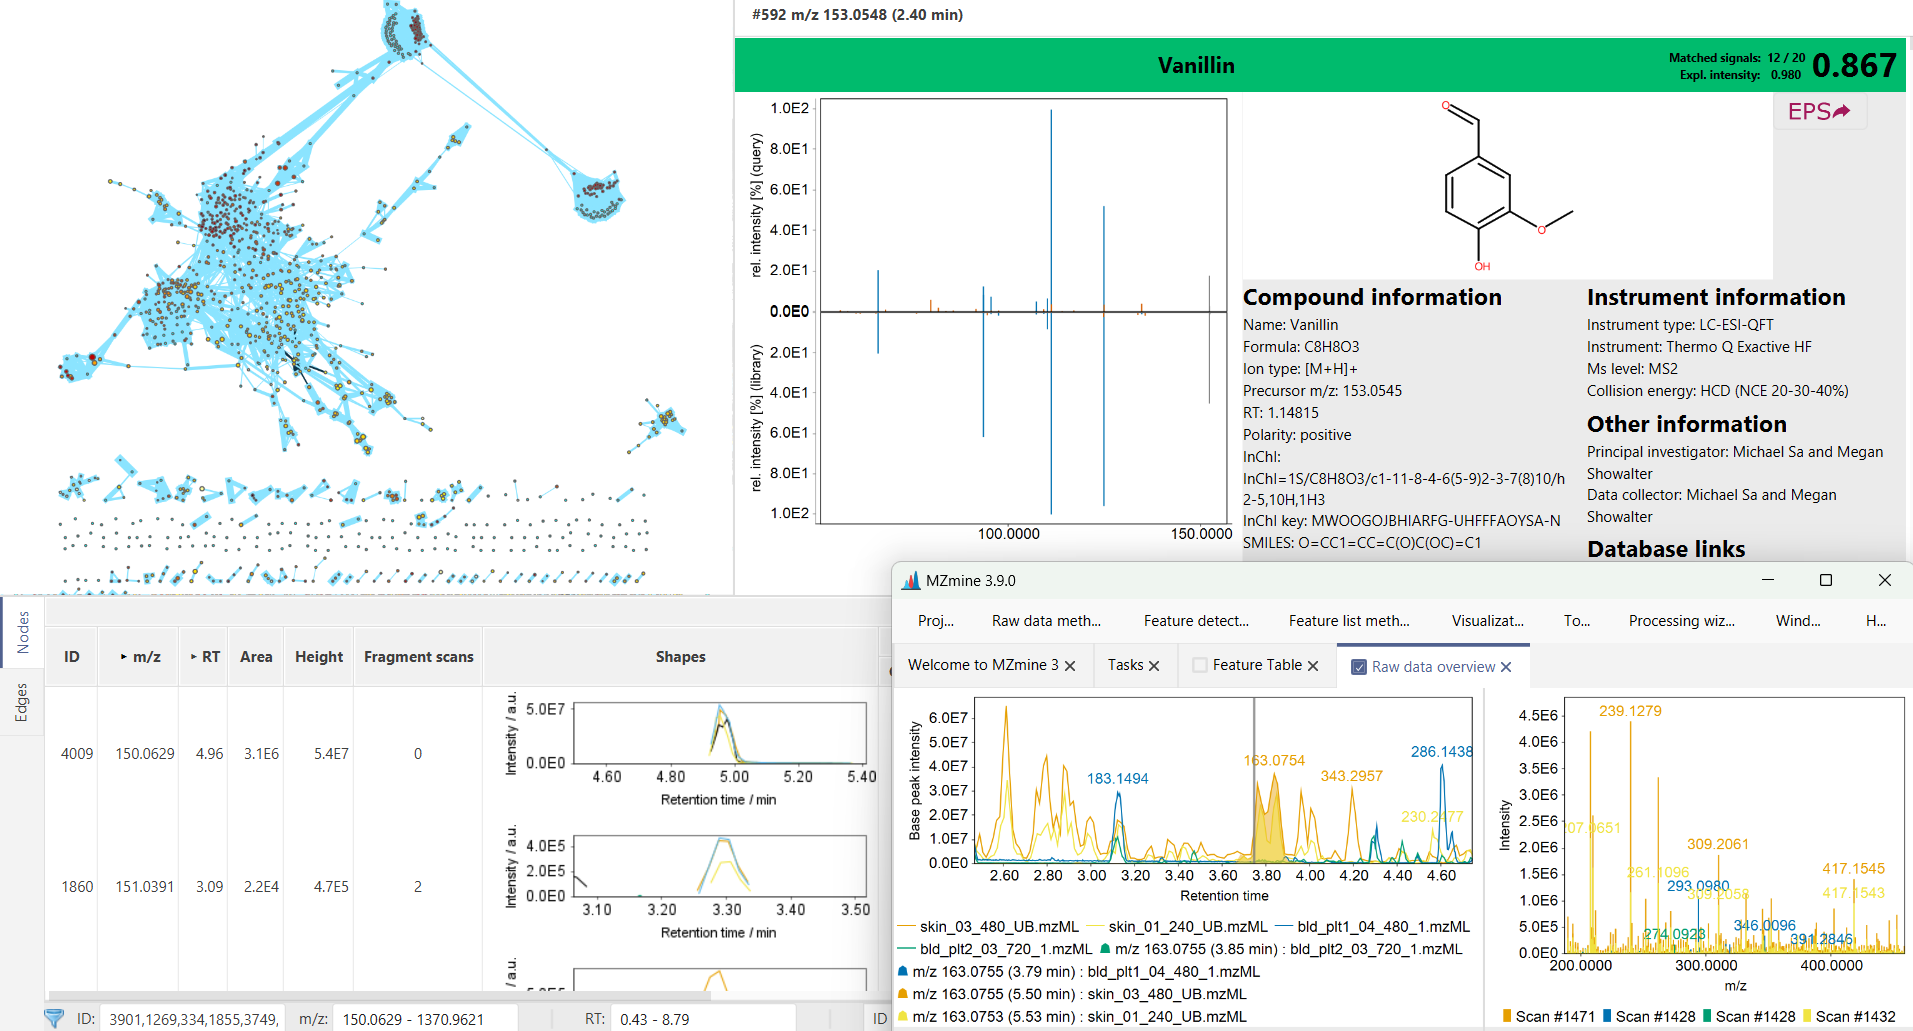 #592 m/z 153.0548 (2.40 min)
Vanillin
Matched signals: 12 / 20
Expl. intensity: 0.980
0.867
EPS
rel. intensity [%] (query)
rel. intensity [%] (library)
1.0E2
8.0E1
6.0E1
4.0E1
2.0E1
0.0E0
2.0E1
4.0E1
6.0E1
8.0E1
1.0E2
100.0000 150.0000
O
O
OH
Compound information
Name: Vanillin
Formula: C8H8O3
Ion type: [M+H]+
Precursor m/z: 153.0545
RT: 1.14815
Polarity: positive
InChI:
InChI=1S/C8H8O3/c1-11-8-4-6(5-9)2-3-7(8)10/h
2-5,10H,1H3
InChI key: MWOOGOJBHIARFG-UHFFFAOYSA-N
SMILES: O=CC1=CC=C(O)C(OC)=C1
Instrument information
Instrument type: LC-ESI-QFT
Instrument: Thermo Q Exactive HF
Ms level: MS2
Collision energy: HCD (NCE 20-30-40%)
Other information
Principal investigator: Michael Sa and Megan
Showalter
Data collector: Michael Sa and Megan
Showalter
Database links
Nodes
Edges
ID m/z RT Area Height Fragment scans Shapes
4009 150.0629 4.96 3.1E6 5.4E7 0
Intensity / a.u.
5.0E7
0.0E0
4.60 4.80 5.00 5.20 5.40
Retention time / min
1860 151.0391 3.09 2.2E4 4.7E5 2
Intensity / a.u.
4.0E5
2.0E5
0.0E0
3.10 3.20 3.30 3.40 3.50
Retention time / min
/ a.u.
ID: 3901,1269,334,1855,3749, m/z: 150.0629 - 1370.9621 RT: 0.43 - 8.79 ID
MZmine 3.9.0
Proj... Raw data meth... Feature detect... Feature list meth... Visualizat... To... Processing wiz... Wind... H...
Welcome to MZmine 3 Tasks Feature Table Raw data overview
Base peak intensity
6.0E7
5.0E7
4.0E7
3.0E7
2.0E7
1.0E7
0.0E0
183.1494
163.0754
343.2957
286.1438
230.2477
2.60 2.80 3.00 3.20 3.40 3.60 3.80 4.00 4.20 4.40 4.60
Retention time
skin_03_480_UB.mzML skin_01_240_UB.mzML bld_plt1_04_480_1.mzML
bld_plt2_03_720_1.mzML m/z 163.0755 (3.85 min) : bld_plt2_03_720_1.mzML
m/z 163.0755 (3.79 min) : bld_plt1_04_480_1.mzML
m/z 163.0755 (5.50 min) : skin_03_480_UB.mzML
m/z 163.0753 (5.53 min) : skin_01_240_UB.mzML
Intensity
4.5E6
4.0E6
3.5E6
3.0E6
2.5E6
2.0E6
1.5E6
1.0E6
5.0E5
0.0E0
239.1279
07.0651
309.2061
261.1096
293.0980
309.2058
417.1545
417.1543
274.0923
346.0096
391.2846
200.0000 300.0000 400.0000
m/z
Scan #1471 Scan #1428 Scan #1428 Scan #1432